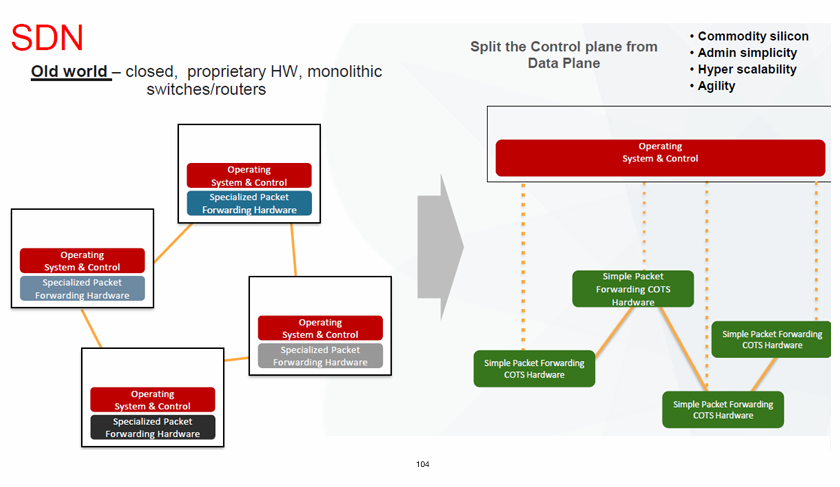 SDN
Old world – closed, proprietary HW, monolithic
switches/routers
Operating
System & Control
Specialized Packet
Forwarding Hardware
Operating
System & Control
Specialized Packet
Forwarding Hardware
Operating
System & Control
Specialized Packet
Forwarding Hardware
Operating
System & Control
Specialized Packet
Forwarding Hardware
Split the Control plane from
Data Plane
• Commodity silicon
• Admin simplicity
• Hyper scalability
• Agility
Operating
System & Control
Simple Packet
Forwarding COTS
Hardware
Simple Packet Forwarding
COTS Hardware
Simple Packet Forwarding
COTS Hardware
Simple Packet Forwarding
COTS Hardware
104